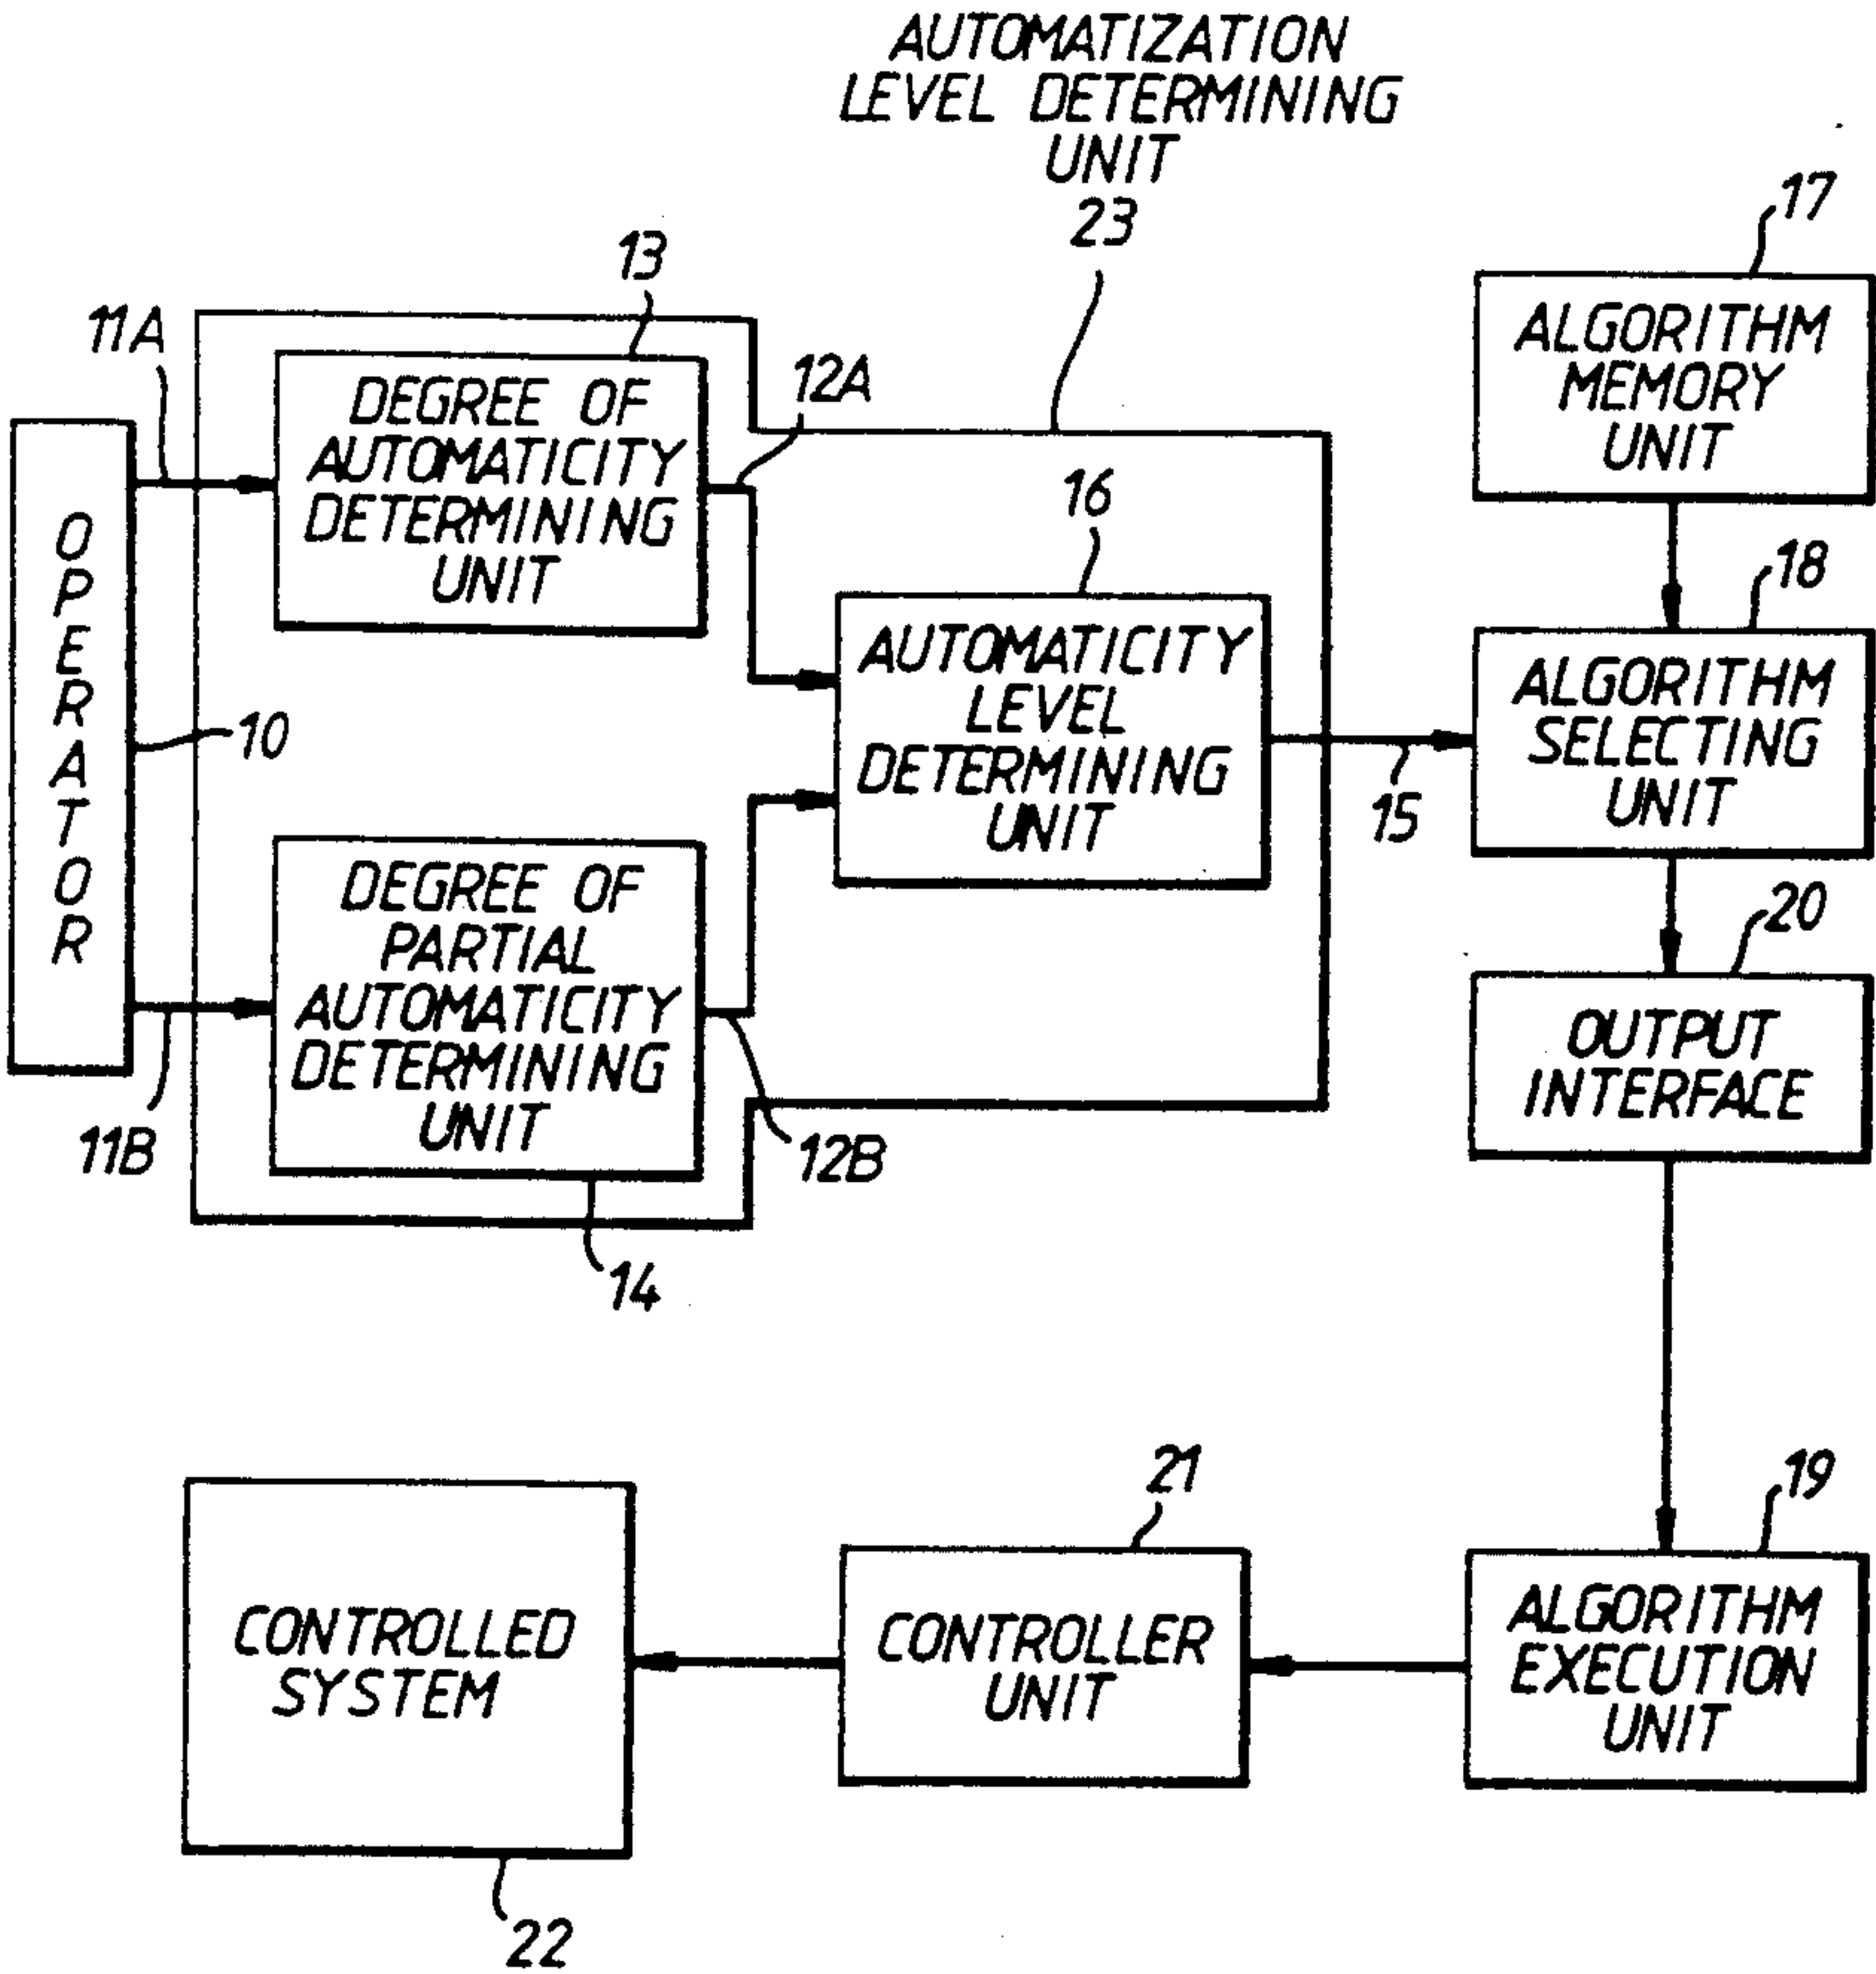 AUTOMATIZATION
LEVEL DETERMINING
UNIT
23
17
13
11A
ALGORITHM
MEMORY
UNIT
DEGREE OF
AUTOMATICITY
DETERMINING
UNIT
12A
16
18
OPERATOR
10
AUTOMATICITY
LEVEL
DETERMINING
UNIT
ALGORITHM
SELECTING
UNIT
15
DEGREE OF
PARTIAL
AUTOMATICITY
DETERMINING
UNIT
20
OUTPUT
INTERFACE
11B
12B
14
21
19
CONTROLLED
SYSTEM
CONTROLLER
UNIT
ALGORITHM
EXECUTION
UNIT
22